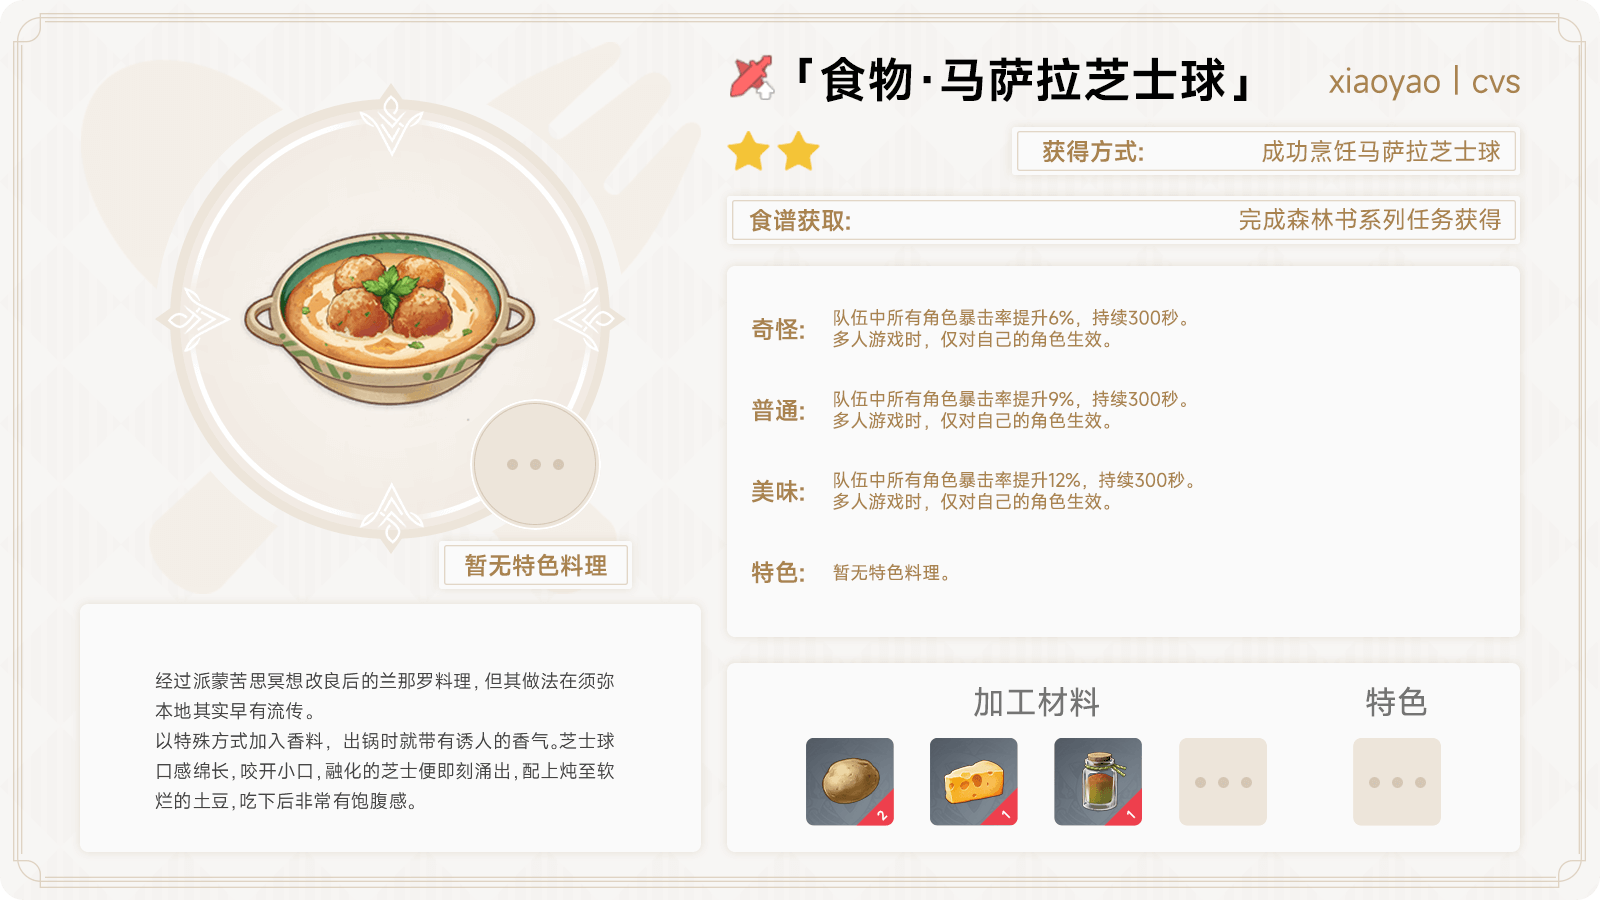 「食物·马萨拉芝士球」
xiaoyao | cvs
获得方式:
成功烹饪马萨拉芝士球
食谱获取:
完成森林书系列任务获得
奇怪:
队伍中所有角色暴击率提升6%，持续300秒。
多人游戏时，仅对自己的角色生效。
普通:
队伍中所有角色暴击率提升9%，持续300秒。
多人游戏时，仅对自己的角色生效。
美味:
队伍中所有角色暴击率提升12%，持续300秒。
多人游戏时，仅对自己的角色生效。
特色:
暂无特色料理。
暂无特色料理
经过派蒙苦思冥想改良后的兰那罗料理，但其做法在须弥
本地其实早有流传。
以特殊方式加入香料，出锅时就带有诱人的香气。芝士球
口感绵长，咬开小口，融化的芝士便即刻涌出，配上炖至软
烂的土豆，吃下后非常有饱腹感。
加工材料
特色
2
1
1